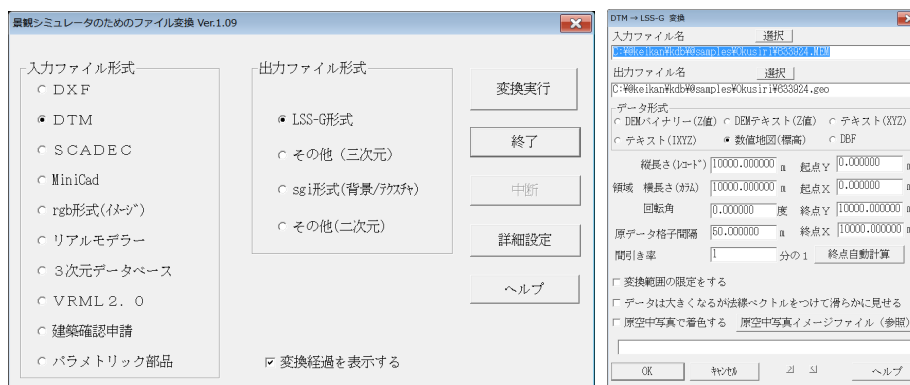 景観シミュレータのためのファイル変換 Ver.1.09
入力ファイル形式
DXF
DTM
SCADEC
MiniCad
rgb形式(イメージ)
リアルモデラー
3次元データベース
VRML2.0
建築確認申請
パラメトリック部品
出力ファイル形式
LSS-G形式
その他（三次元）
sgi形式(背景/テクスチャ)
その他(二次元)
変換経過を表示する
変換実行
終了
中断
詳細設定
ヘルプ
DTM → LSS-G 変換
入力ファイル名 選択
C:¥@keikan¥kdb¥@samples¥Okusiri¥633924.MEM
出力ファイル名 選択
C:¥@keikan¥kdb¥@samples¥Okusiri¥633924.geo
データ形式
DEMバイナリー(Z値) DEMテキスト(Z値) テキスト(XYZ)
テキスト(IXYZ) 数値地図(標高) DBF
縦長さ(レコード) 10000.000000 m 起点Y 0.000000 m
領域 横長さ(カラム) 10000.000000 m 起点X 0.000000 m
回転角 0.000000 度 終点Y 10000.000000 m
原データ格子間隔 50.000000 m 終点X 10000.000000 m
間引き率 1 分の1 終点自動計算
変換範囲の限定をする
データは大きくなるが法線ベクトルをつけて滑らかに見せる
原空中写真で着色する 原空中写真イメージファイル（参照)
OK キャンセル ヘルプ